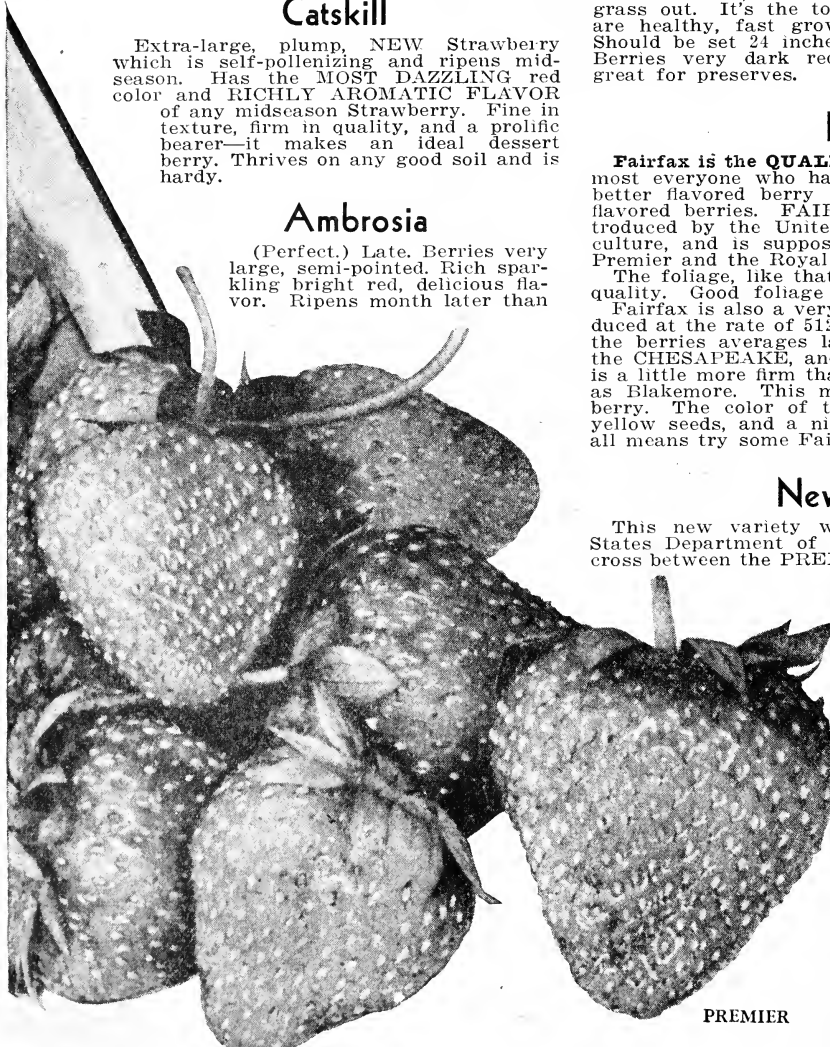 Catskill
Extra-large, plump, NEW Strawberry
which is self-pollenizing and ripens mid-
season. Has the MOST DAZZLING red
color and RICHLY AROMATIC FLAVOR
of any midseason Strawberry. Fine in
texture, firm in quality, and a prolific
bearer—it makes an ideal dessert
berry. Thrives on any good soil and is
hardy.
Ambrosia
(Perfect.) Late. Berries very
large, semi-pointed. Rich spar-
kling bright red, delicious fla-
vor. Ripens month later than
grass out. It's the to
are healthy, fast grow
Should be set 24 inche
Berries very dark red
great for preserves.
Fairfax is the QUAL
most everyone who ha
better flavored berry
flavored berries. FAI
troduced by the Unite
culture, and is suppos
Premier and the Royal
The foliage, like that
quality. Good foliage
Fairfax is also a very
duced at the rate of 512
the berries averages la
the CHESAPEAKE, an
is a little more firm tha
as Blakemore. This m
berry. The color of t
yellow seeds, and a ni
all means try some Fai
New
This new variety w
States Department of
cross between the PRE
PREMIER